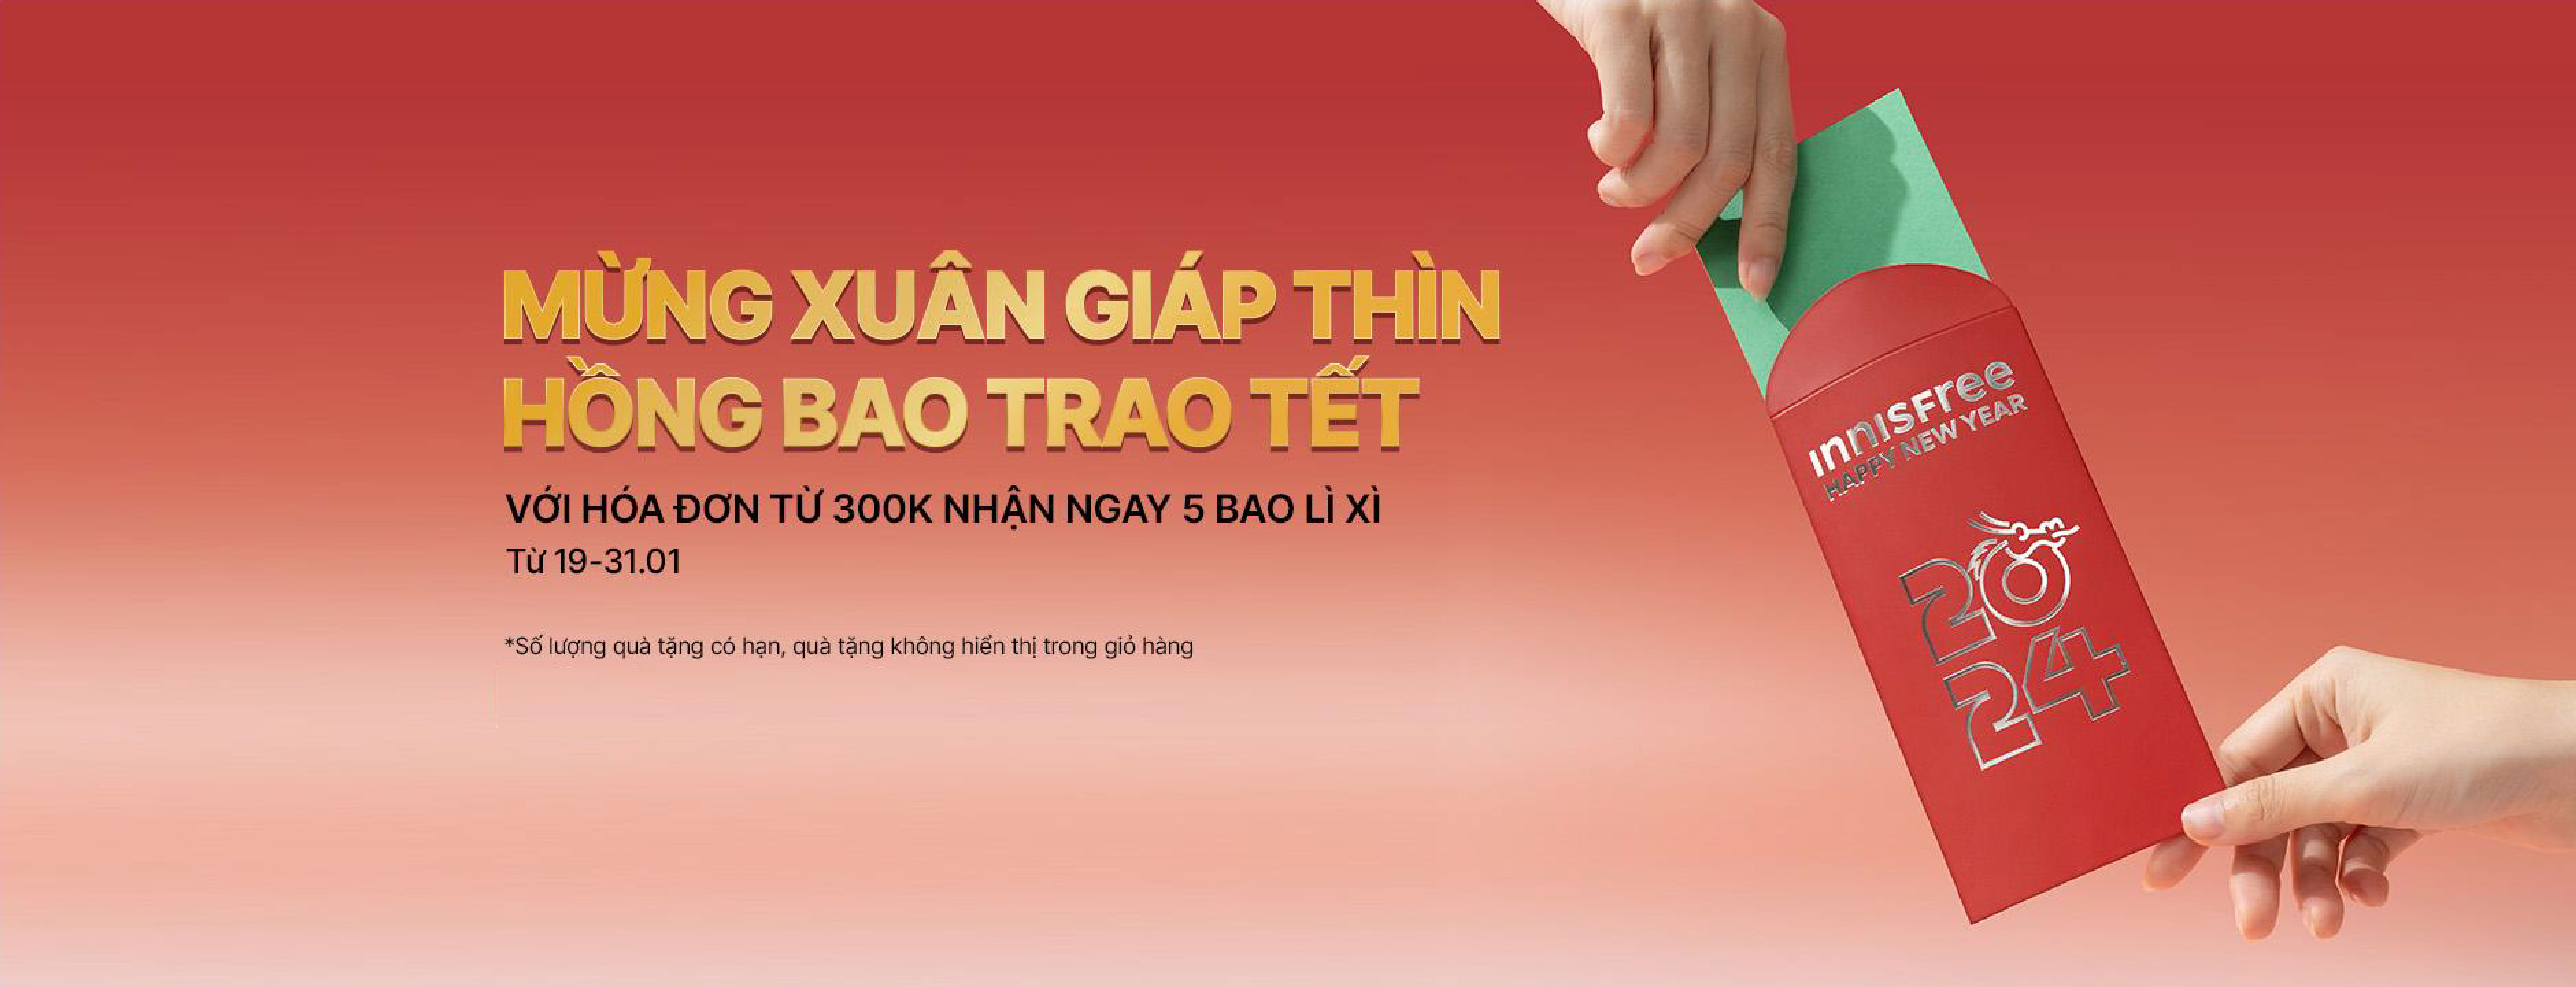 MỪNG XUÂN GIÁP THÌN
HỒNG BAO TRAO TẾT
VỚI HÓA ĐƠN TỪ 300K NHẬN NGAY 5 BAO LÌ XÌ
Từ 19-31.01
*Số lượng quà tặng có hạn, quà tặng không hiển thị trong giỏ hàng
INNISFree
HAPPY NEW YEAR
20
24